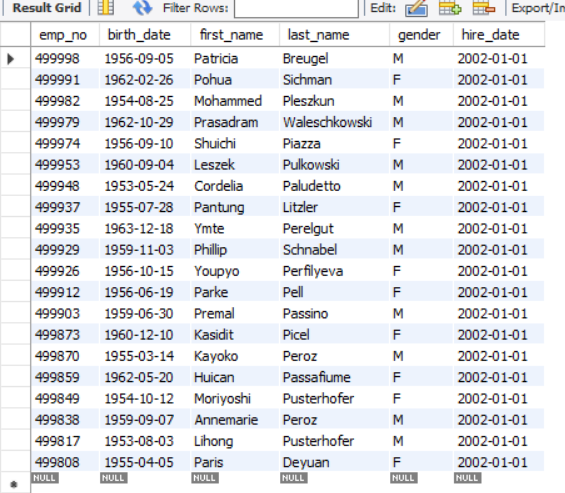 Result Grid Filter Rows: Edit: Export/Im
emp_no birth_date first_name last_name gender hire_date
499998 1956-09-05 Patricia Breugel M 2002-01-01
499991 1962-02-26 Pohua Sichman F 2002-01-01
499982 1954-08-25 Mohammed Pleszkun M 2002-01-01
499979 1962-10-29 Prasadram Waleschkowski M 2002-01-01
499974 1956-09-10 Shuichi Piazza F 2002-01-01
499953 1960-09-04 Leszek Pulkowski M 2002-01-01
499948 1953-05-24 Cordelia Paludetto M 2002-01-01
499937 1955-07-28 Pantung Litzler F 2002-01-01
499935 1963-12-18 Ymte Perelgut M 2002-01-01
499929 1959-11-03 Phillip Schnabel M 2002-01-01
499926 1956-10-15 Youpyo Perfilyeva F 2002-01-01
499912 1956-06-19 Parke Pell F 2002-01-01
499903 1959-06-30 Premal Passino M 2002-01-01
499873 1960-12-10 Kasidit Picel F 2002-01-01
499870 1955-03-14 Kayoko Peroz M 2002-01-01
499859 1962-05-20 Huican Passafiume F 2002-01-01
499849 1954-10-12 Moriyoshi Pusterhofer F 2002-01-01
499838 1959-09-07 Annemarie Peroz M 2002-01-01
499817 1953-08-03 Lihong Pusterhofer M 2002-01-01
499808 1955-04-05 Paris Deyuan F 2002-01-01
NULL NULL NULL NULL NULL NULL